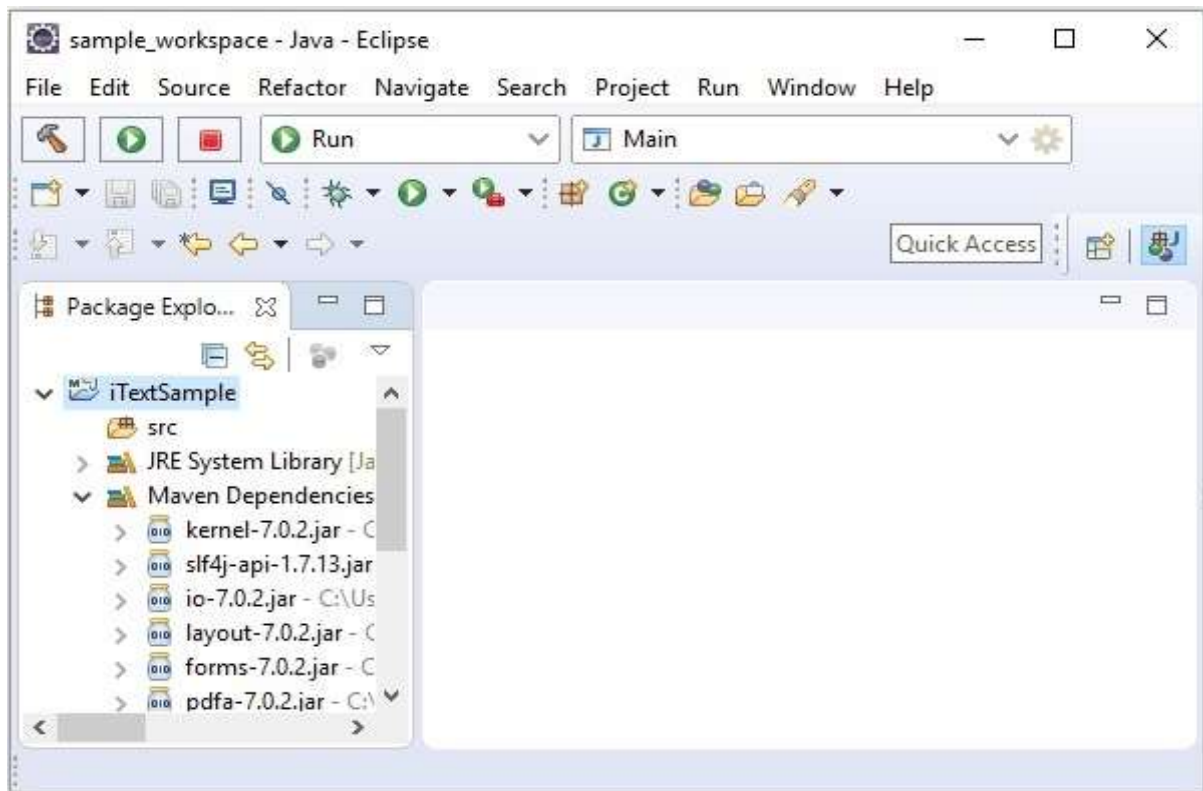 sample_workspace - Java - Eclipse
File Edit Source Refactor Navigate Search Project Run Window Help
Run Main
Quick Access
Package Explo...
iTextSample
src
JRE System Library [Ja
Maven Dependencies
kernel-7.0.2.jar - C
slf4j-api-1.7.13.jar
io-7.0.2.jar - C:\Us
layout-7.0.2.jar - C
forms-7.0.2.jar - C
pdfa-7.0.2.jar - C:\